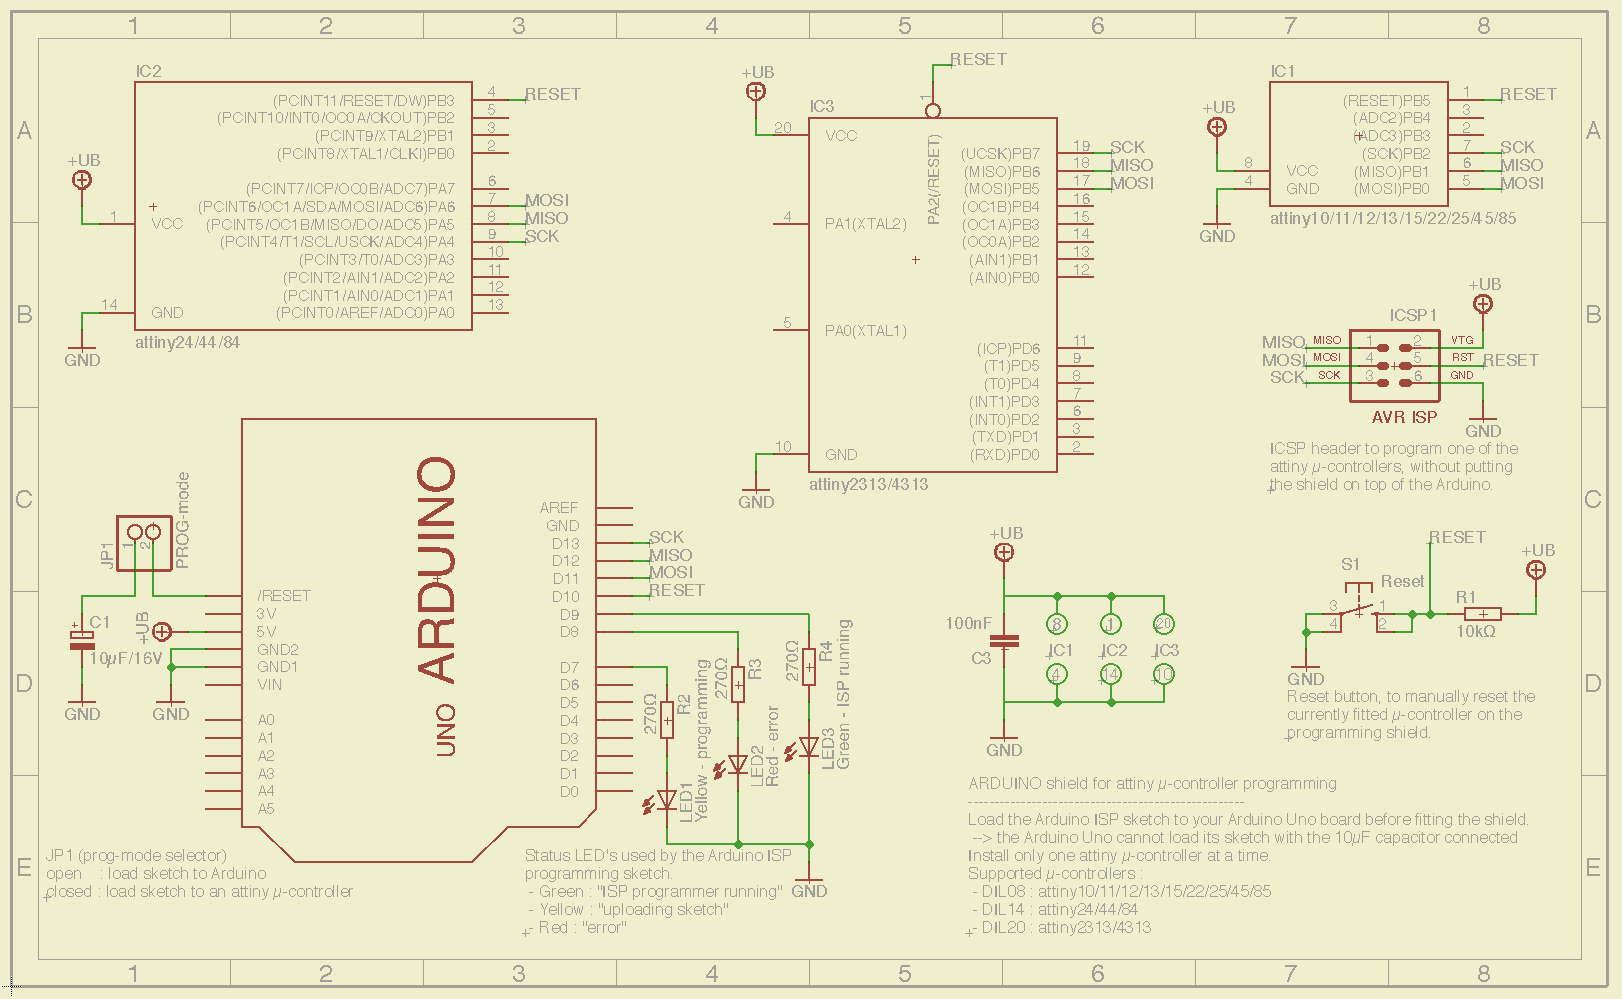 1 2 3 4 5 6 7 8
A
B
C
D
E
IC2
+UB
1 VCC
14 GND
GND
(PCINT11/RESET/DW)PB3 4 RESET
(PCINT10/INT0/OC0A/CKOUT)PB2 5
(PCINT9/XTAL2)PB1 3
(PCINT8/XTAL1/CLKI)PB0 2
(PCINT7/ICP/OC0B/ADC7)PA7 6
(PCINT6/OC1A/SDA/MOSI/ADC6)PA6 7 MOSI
(PCINT5/OC1B/MISO/DO/ADC5)PA5 8 MISO
(PCINT4/T1/SCL/USCK/ADC4)PA4 9 SCK
(PCINT3/T0/ADC3)PA3 10
(PCINT2/AIN1/ADC2)PA2 11
(PCINT1/AIN0/ADC1)PA1 12
(PCINT0/AREF/ADC0)PA0 13
attiny24/44/84
RESET
1
PA2(/RESET)
+UB
IC3
20 VCC
4 PA1(XTAL2)
5 PA0(XTAL1)
10 GND
GND
(UCSK)PB7 19 SCK
(MISO)PB6 18 MISO
(MOSI)PB5 17 MOSI
(OC1B)PB4 16
(OC1A)PB3 15
(OC0A)PB2 14
(AIN1)PB1 13
(AIN0)PB0 12
(ICP)PD6 11
(T1)PD5 9
(T0)PD4 8
(INT1)PD3 7
(INT0)PD2 6
(TXD)PD1 3
(RXD)PD0 2
attiny2313/4313
IC1
+UB
8 VCC
4 GND
GND
(RESET)PB5 1 RESET
(ADC2)PB4 3
(ADC3)PB3 2
(SCK)PB2 7 SCK
(MISO)PB1 6 MISO
(MOSI)PB0 5 MOSI
attiny10/11/12/13/15/22/25/45/85
+UB
ICSP1
MISO MISO 1 2 VTG
MOSI MOSI 4 5 RST RESET
SCK SCK 3 6 GND
AVR ISP
GND
ICSP header to program one of the
attiny µ-controllers, without putting
the shield on top of the Arduino.
JP1
1
2
PROG-mode
C1
10µF/16V
GND
+UB
GND
UNO ARDUINO
/RESET
3V
5V
GND2
GND1
VIN
A0
A1
A2
A3
A4
A5
AREF
GND
D13 SCK
D12 MISO
D11 MOSI
D10 RESET
D9
D8
D7
D6
D5
D4
D3
D2
D1
D0
270Ω R2
LED1
Yellow - programming
270Ω R3
LED2
Red - error
270Ω R4
LED3
Green - ISP running
GND
+UB
100nF
C3
8 1 20
IC1 IC2 IC3
4 14 10
GND
RESET
+UB
S1
Reset
3 1
4 2
R1
10kΩ
GND
Reset button, to manually reset the
currently fitted µ-controller on the
programming shield.
JP1 (prog-mode selector)
open : load sketch to Arduino
closed : load sketch to an attiny µ-controller
Status LED's used by the Arduino ISP
programming sketch.
- Green : "ISP programmer running"
- Yellow : "uploading sketch"
- Red : "error"
ARDUINO shield for attiny µ-controller programming
--------------------------------------------------
Load the Arduino ISP sketch to your Arduino Uno board before fitting the shield.
--> the Arduino Uno cannot load its sketch with the 10µF capacitor connected
Install only one attiny µ-controller at a time.
Supported µ-controllers :
- DIL08 : attiny10/11/12/13/15/22/25/45/85
- DIL14 : attiny24/44/84
- DIL20 : attiny2313/4313
A
B
C
D
E
1 2 3 4 5 6 7 8